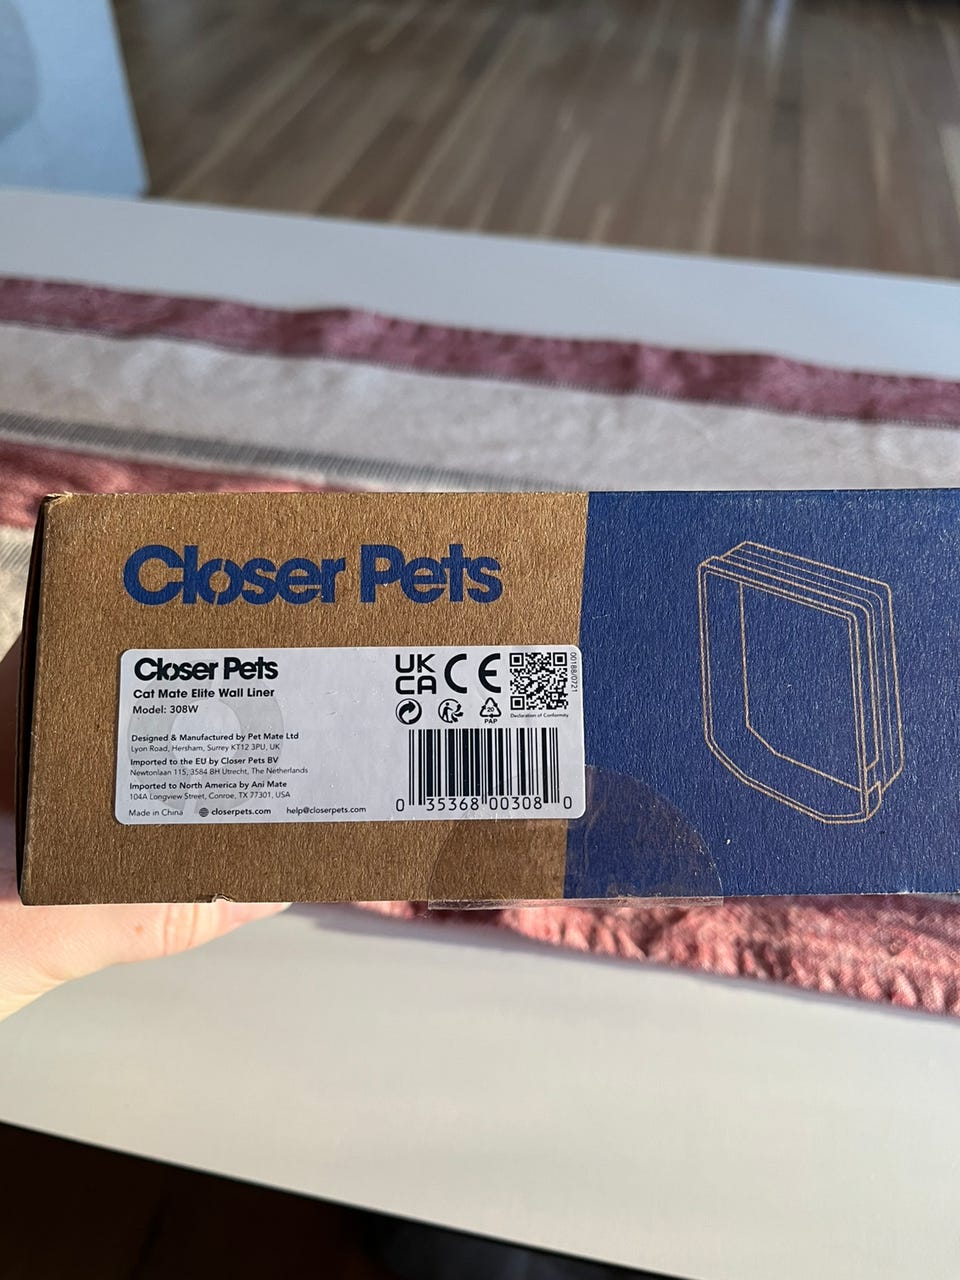 Closer Pets
Closer Pets
Cat Mate Elite Wall Liner
Model: 308W
Designed & Manufactured by Pet Mate Ltd
Lyon Road, Hersham, Surrey KT12 3PU, UK
Imported to the EU by Closer Pets BV
Newtonlaan 115, 3584 BH Utrecht, The Netherlands
Imported to North America by Ani Mate
104A Longview Street, Conroe, TX 77301, USA
Made in China closerpets.com help@closerpets.com
UK
CA
CE
20
PAP
Declaration of Conformity
00188/0721
0 35368 00308 0